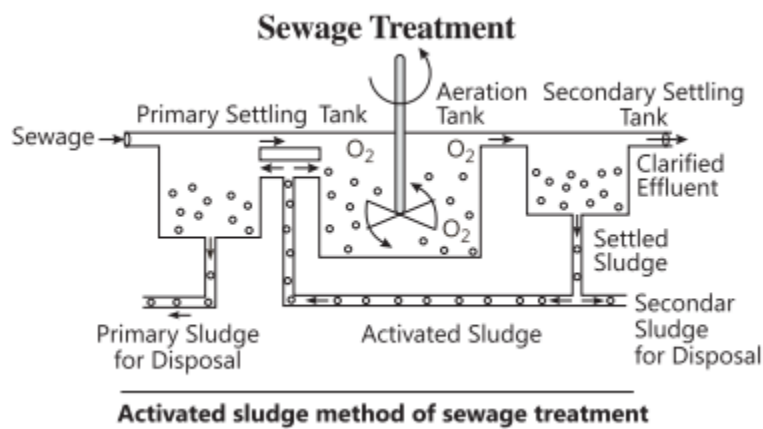 Sewage Treatment
Primary Settling Tank
Aeration
Tank
Secondary Settling
Tank
Sewage
O2
O2
O2
Clarified
Effluent
Settled
Sludge
Secondar
Sludge
for Disposal
Primary Sludge
for Disposal
Activated Sludge
Activated sludge method of sewage treatment